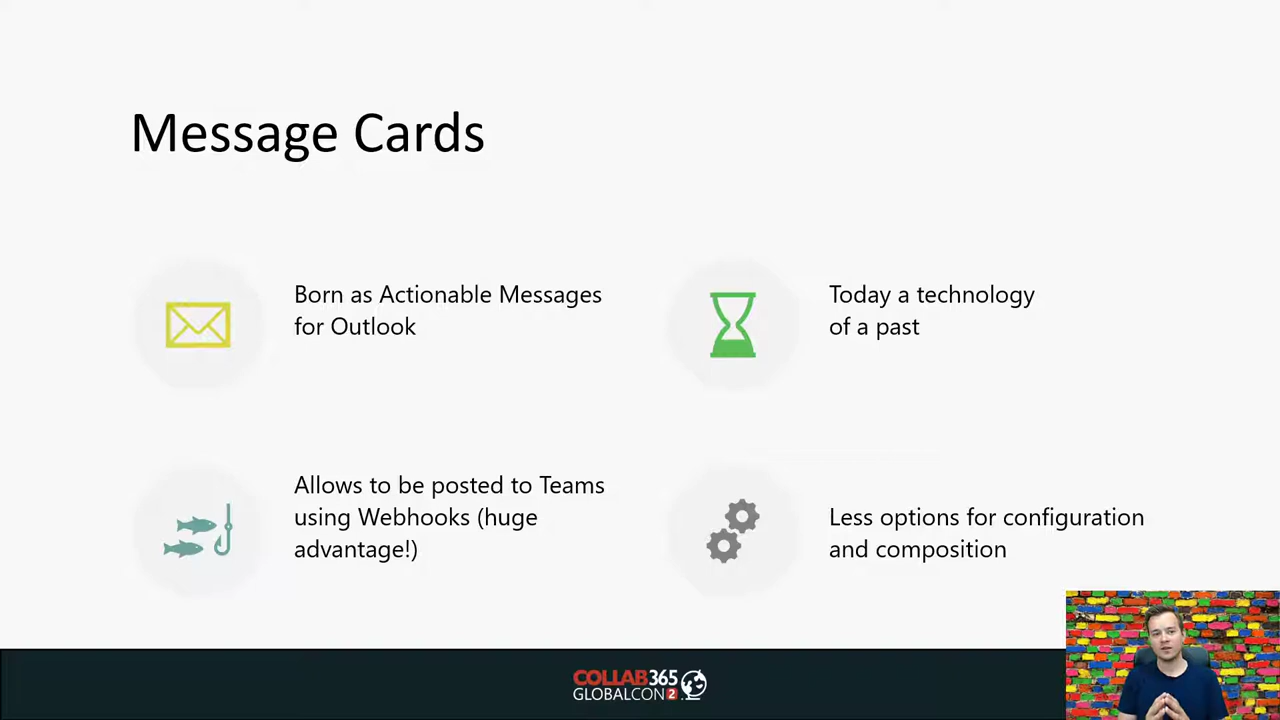 Message Cards
Born as Actionable Messages
for Outlook
Today a technology
of a past
Allows to be posted to Teams
using Webhooks (huge
advantage!)
Less options for configuration
and composition
COLLAB365
GLOBALCON2